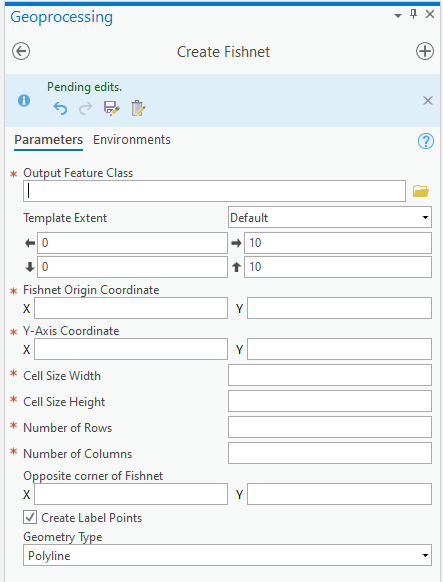 Geoprocessing
Create Fishnet
Pending edits.
Parameters Environments
* Output Feature Class
Template Extent Default
0 10
0 10
* Fishnet Origin Coordinate
X Y
* Y-Axis Coordinate
X Y
* Cell Size Width
* Cell Size Height
* Number of Rows
* Number of Columns
Opposite corner of Fishnet
X Y
Create Label Points
Geometry Type
Polyline